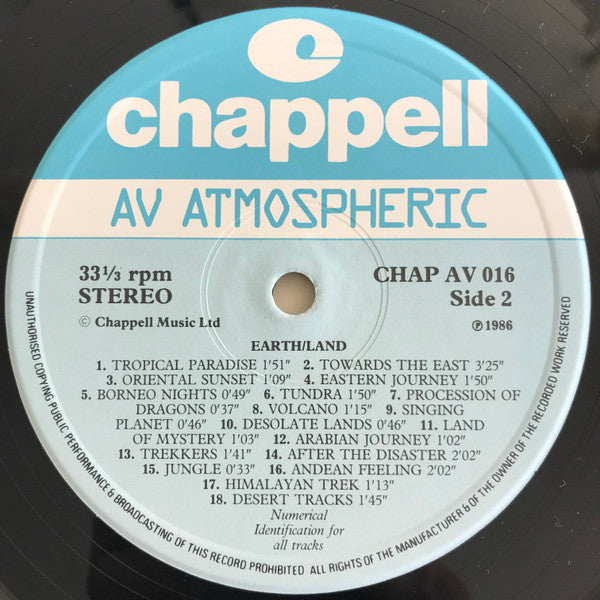 chappell
AV ATMOSPHERIC
33⅓ rpm
STEREO
CHAP AV 016
Side 2
© Chappell Music Ltd
℗ 1986
EARTH/LAND
1. TROPICAL PARADISE 1'51" 2. TOWARDS THE EAST 3'25"
3. ORIENTAL SUNSET 1'09" 4. EASTERN JOURNEY 1'50"
5. BORNEO NIGHTS 0'49" 6. TUNDRA 1'50" 7. PROCESSION OF
DRAGONS 0'37" 8. VOLCANO 1'15" 9. SINGING
PLANET 0'46" 10. DESOLATE LANDS 0'46" 11. LAND
OF MYSTERY 1'03" 12. ARABIAN JOURNEY 1'02"
13. TREKKERS 1'41" 14. AFTER THE DISASTER 2'02"
15. JUNGLE 0'33" 16. ANDEAN FEELING 2'02"
17. HIMALAYAN TREK 1'13"
18. DESERT TRACKS 1'45"
Numerical
Identification for
all tracks
UNAUTHORISED COPYING PUBLIC PERFORMANCE & BROADCASTING OF THIS RECORD PROHIBITED ALL RIGHTS OF THE MANUFACTURER & OF THE OWNER OF THE RECORDED WORK RESERVED